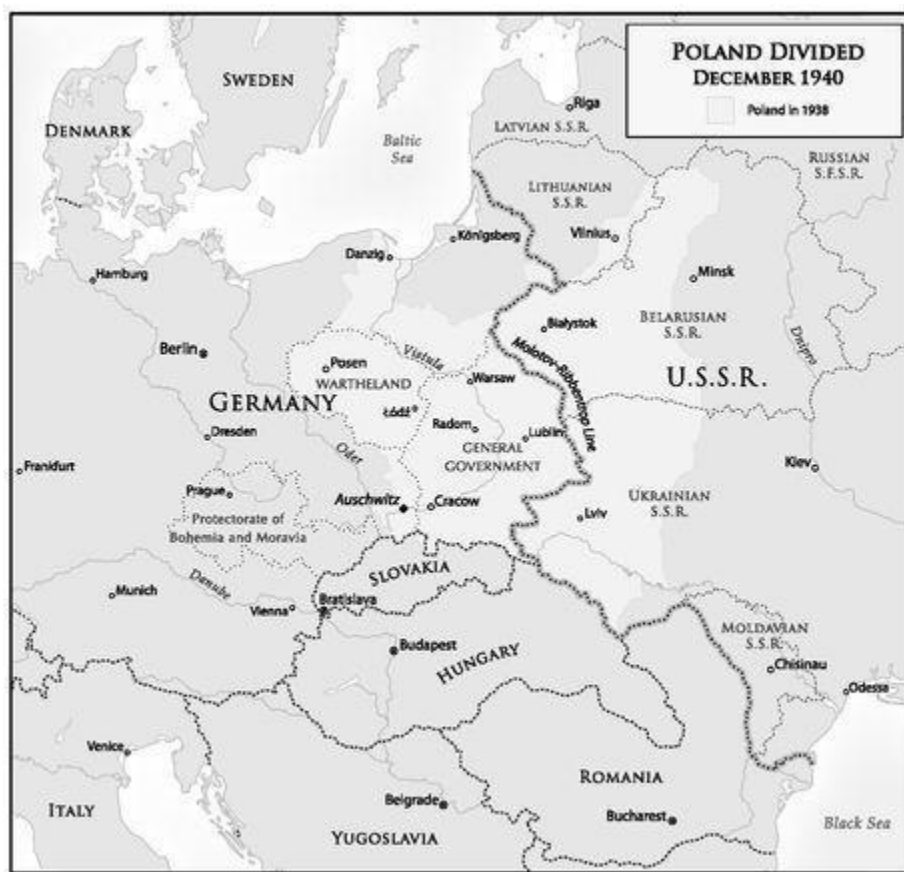 POLAND DIVIDED
DECEMBER 1940
Poland in 1938
SWEDEN
DENMARK
Baltic
Sea
Riga
LATVIAN S.S.R.
RUSSIAN
S.F.S.R.
LITHUANIAN
S.S.R.
Vilnius
Königsberg
Danzig
Hamburg
Minsk
BELARUSIAN
S.S.R.
Dnipro
Białystok
Berlin
Posen
WARTHELAND
Vistula
Warsaw
Molotov-Ribbentrop Line
U.S.S.R.
GERMANY
Łódź
Radom
Lublin
GENERAL
GOVERNMENT
Dresden
Oder
Frankfurt
Kiev
Prague
Auschwitz
Cracow
UKRAINIAN
S.S.R.
Lviv
Protectorate of
Bohemia and Moravia
SLOVAKIA
Munich
Danube
Vienna
Bratislava
Budapest
HUNGARY
MOLDAVIAN
S.S.R.
Chisinau
Odessa
Venice
ROMANIA
ITALY
Belgrade
YUGOSLAVIA
Bucharest
Black Sea